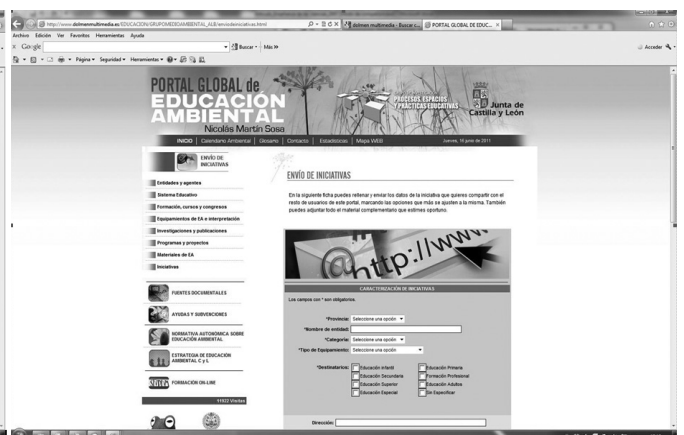 http://www.dolmenmultimedia.es/EDUCACION/GRUPOMEDIOAMBIENTAL_ALB/enviodeiniciativas.html
dolmen multimedia - Buscar c...
PORTAL GLOBAL DE EDUC...
Archivo Edición Ver Favoritos Herramientas Ayuda
x Google
Buscar
Más »
Acceder
Página Seguridad Herramientas
PORTAL GLOBAL de
EDUCACIÓN
AMBIENTAL
Nicolás Martín Sosa
PROCESOS, ESPACIOS
Y PRÁCTICAS EDUCATIVAS
Junta de
Castilla y León
INICIO | Calendario Ambiental | Glosario | Contacto | Estadísticas | Mapa WEB
Jueves, 16 junio de 2011
ENVÍO DE
INICIATIVAS
Entidades y agentes
Sistema Educativo
Formación, cursos y congresos
Equipamientos de EA e interpretación
Investigaciones y publicaciones
Programas y proyectos
Materiales de EA
Iniciativas
FUENTES DOCUMENTALES
AYUDAS Y SUBVENCIONES
NORMATIVA AUTONÓMICA SOBRE
EDUCACIÓN AMBIENTAL
ESTRATEGIA DE EDUCACIÓN
AMBIENTAL C y L
FORMACIÓN ON-LINE
11922 Visitas
ENVÍO DE INICIATIVAS
En la siguiente ficha puedes rellenar y enviar los datos de la iniciativa que quieres compartir con el
resto de usuarios de este portal, marcando las opciones que más se ajusten a la misma. También
puedes adjuntar todo el material complementario que estimes oportuno.
@http://www
CARACTERIZACIÓN DE INICIATIVAS
Los campos con * son obligatorios.
*Provincia: Seleccione una opción
*Nombre de entidad:
*Categoría: Seleccione una opción
*Tipo de Equipamiento: Seleccione una opción
*Destinatarios: Educación Infantil Educación Primaria
Educación Secundaria Formación Profesional
Educación Superior Educación Adultos
Educación Especial Sin Especificar
Dirección: